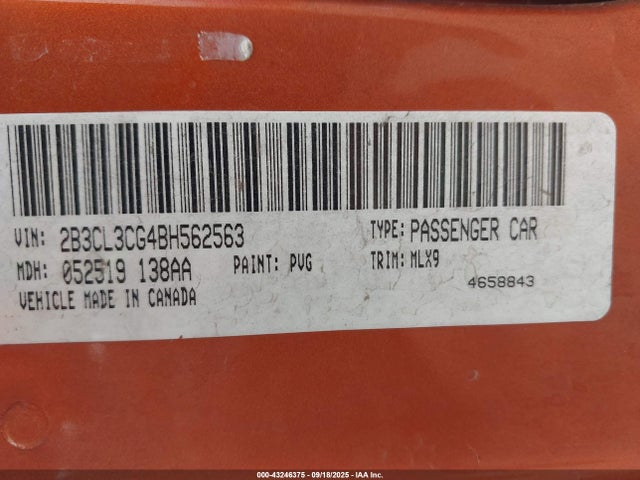 VIN: 2B3CL3CG4BH562563 TYPE: PASSENGER CAR
MDH: 052519 138AA PAINT: PVG TRIM: MLX9
VEHICLE MADE IN CANADA 4658843
000-43246375 - 09/18/2025 - IAA Inc.